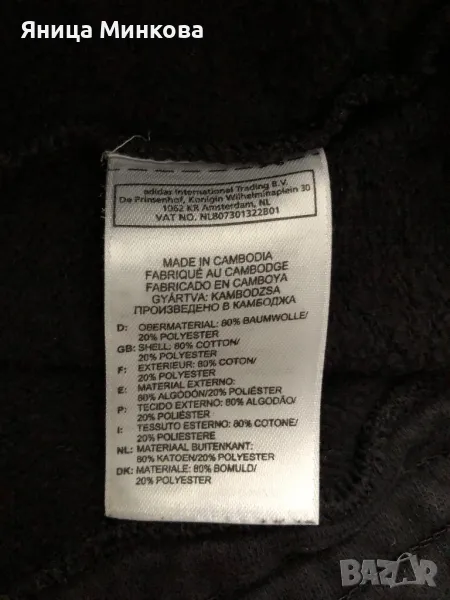 Яница Минкова
adidas International Trading B.V.
De Prinsenhof, Koningin Wilhelminaplein 30
1062 KR Amsterdam, NL
VAT NO. NL807301322B01
MADE IN CAMBODIA
FABRIQUÉ AU CAMBODGE
FABRICADO EN CAMBOYA
GYÁRTVA: KAMBODZSA
ПРОИЗВЕДЕНО В КАМБОДЖА
D: OBERMATERIAL: 80% BAUMWOLLE/
20% POLYESTER
GB: SHELL: 80% COTTON/
20% POLYESTER
F: EXTÉRIEUR: 80% COTON/
20% POLYESTER
E: MATERIAL EXTERNO:
80% ALGODÓN/20% POLIÉSTER
P: TECIDO EXTERNO: 80% ALGODÃO/
20% POLIÉSTER
I: TESSUTO ESTERNO: 80% COTONE/
20% POLIESTERE
NL: MATERIAAL BUITENKANT:
80% KATOEN/20% POLYESTER
DK: MATERIALE: 80% BOMULD/
20% POLYESTER
BAZAR